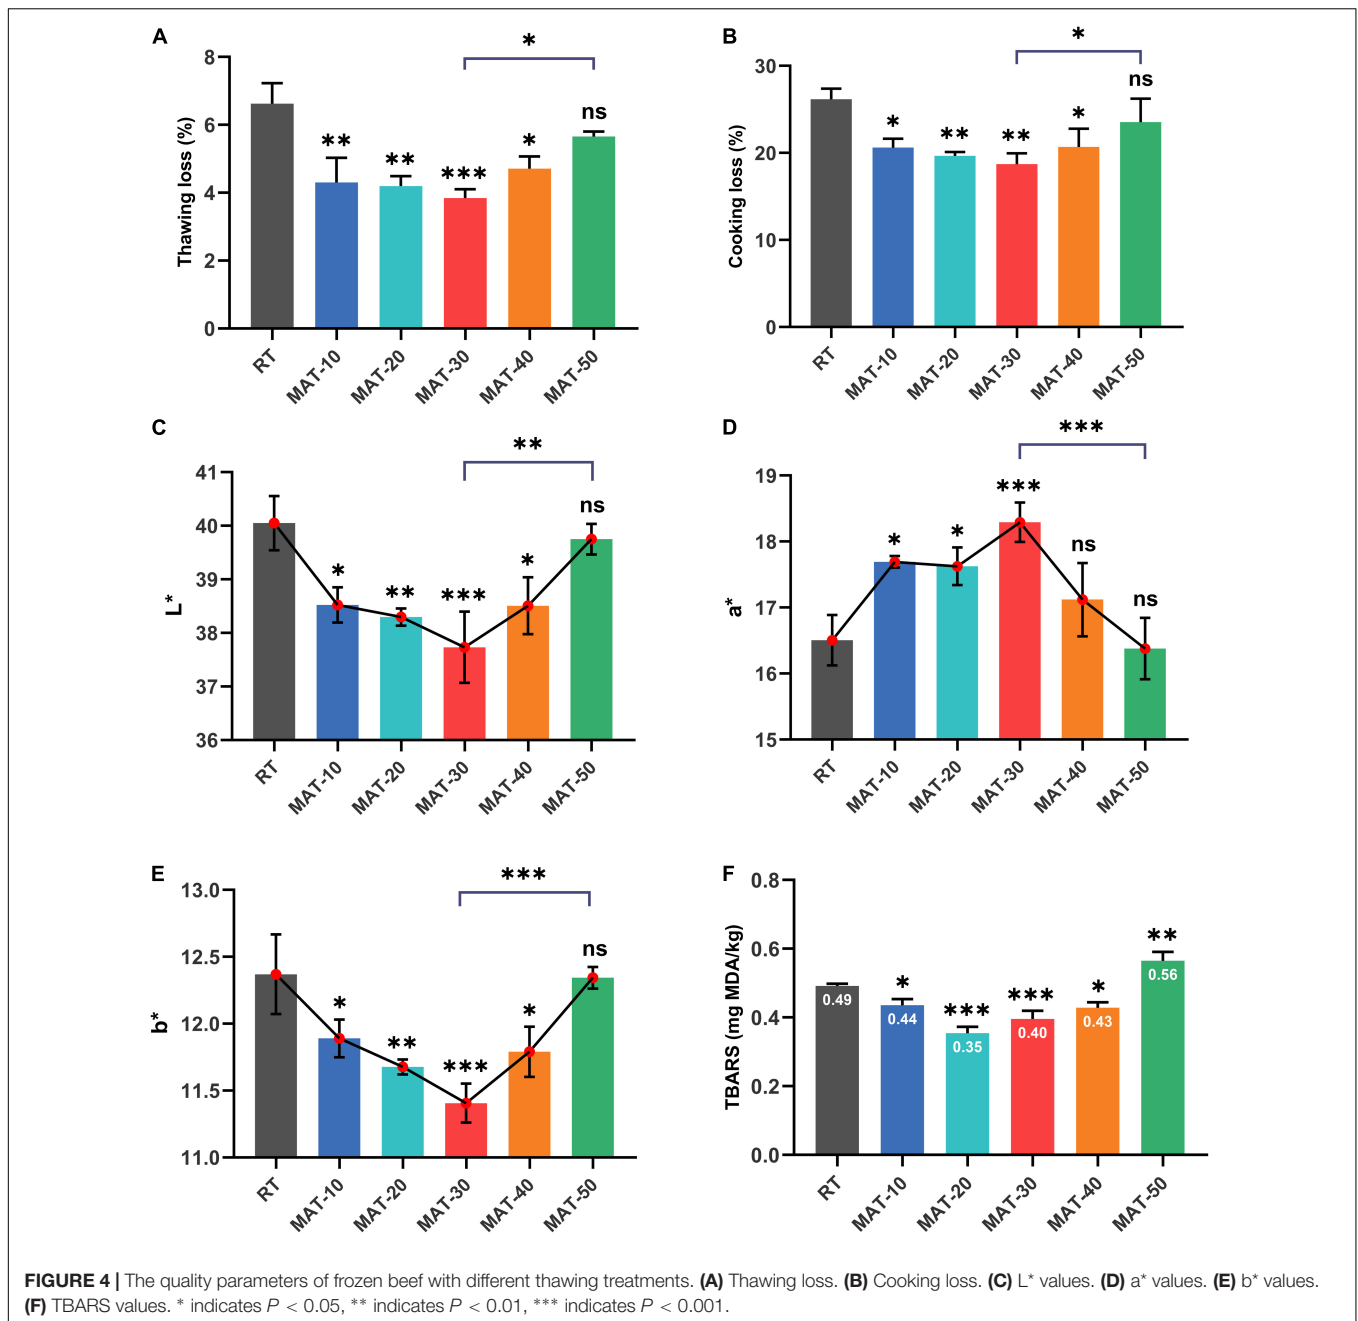 A
*
8
6
4
2
0
Thawing loss (%)
**
**
***
*
ns
RT
MAT-10
MAT-20
MAT-30
MAT-40
MAT-50
B
*
30
20
10
0
Cooking loss (%)
*
**
**
*
ns
RT
MAT-10
MAT-20
MAT-30
MAT-40
MAT-50
C
**
41
40
39
38
37
36
L*
*
**
***
*
ns
RT
MAT-10
MAT-20
MAT-30
MAT-40
MAT-50
D
***
19
18
17
16
15
a*
*
*
***
ns
ns
RT
MAT-10
MAT-20
MAT-30
MAT-40
MAT-50
E
***
13.0
12.5
12.0
11.5
11.0
b*
*
**
***
*
ns
RT
MAT-10
MAT-20
MAT-30
MAT-40
MAT-50
F
0.8
0.6
0.4
0.2
0.0
TBARS (mg MDA/kg)
*
***
***
*
**
0.49
0.44
0.35
0.40
0.43
0.56
RT
MAT-10
MAT-20
MAT-30
MAT-40
MAT-50
FIGURE 4 | The quality parameters of frozen beef with different thawing treatments. (A) Thawing loss. (B) Cooking loss. (C) L* values. (D) a* values. (E) b* values.
(F) TBARS values. * indicates P < 0.05, ** indicates P < 0.01, *** indicates P < 0.001.